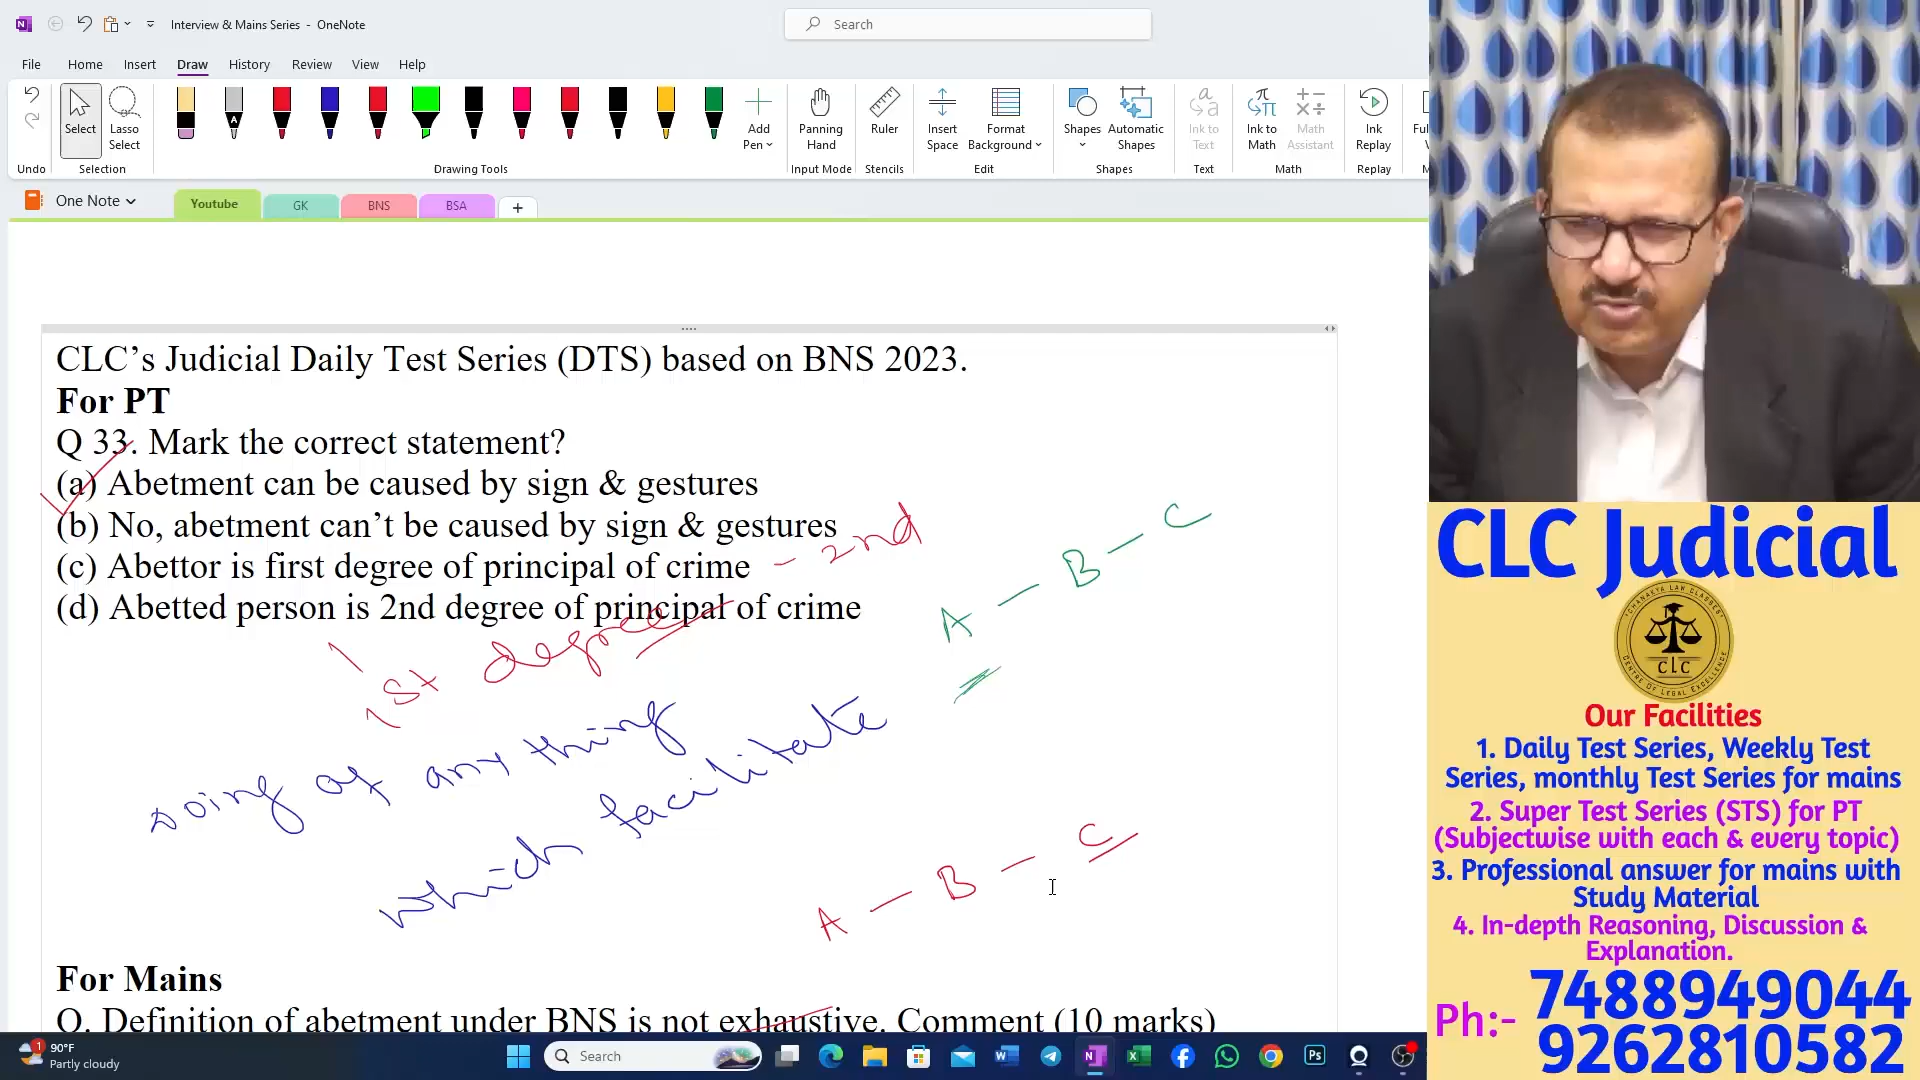 Interview & Mains Series - OneNote
Search
File Home Insert Draw History Review View Help
Undo
Select
Lasso Select
Selection
Drawing Tools
Add Pen
Panning Hand
Input Mode
Ruler
Stencils
Insert Space
Format Background
Edit
Shapes
Automatic Shapes
Shapes
Ink to Text
Text
Ink to Math
Math Assistant
Math
Ink Replay
Replay
One Note
Youtube GK BNS BSA +
CLC's Judicial Daily Test Series (DTS) based on BNS 2023.
For PT
Q 33. Mark the correct statement?
(a) Abetment can be caused by sign & gestures
(b) No, abetment can't be caused by sign & gestures
(c) Abettor is first degree of principal of crime - 2nd
(d) Abetted person is 2nd degree of principal of crime
1st degree
A - B - C
doing of any thing
which facilitate
A - B - C
For Mains
Q. Definition of abetment under BNS is not exhaustive. Comment (10 marks)
CLC Judicial
CHANAKYA LAW CLASSES
clc
CENTRE OF LEGAL EXCELLENCE
Our Facilities
1. Daily Test Series, Weekly Test
Series, monthly Test Series for mains
2. Super Test Series (STS) for PT
(Subjectwise with each & every topic)
3. Professional answer for mains with
Study Material
4. In-depth Reasoning, Discussion &
Explanation.
Ph:- 7488949044
9262810582
1
90°F
Partly cloudy
Search
Ps